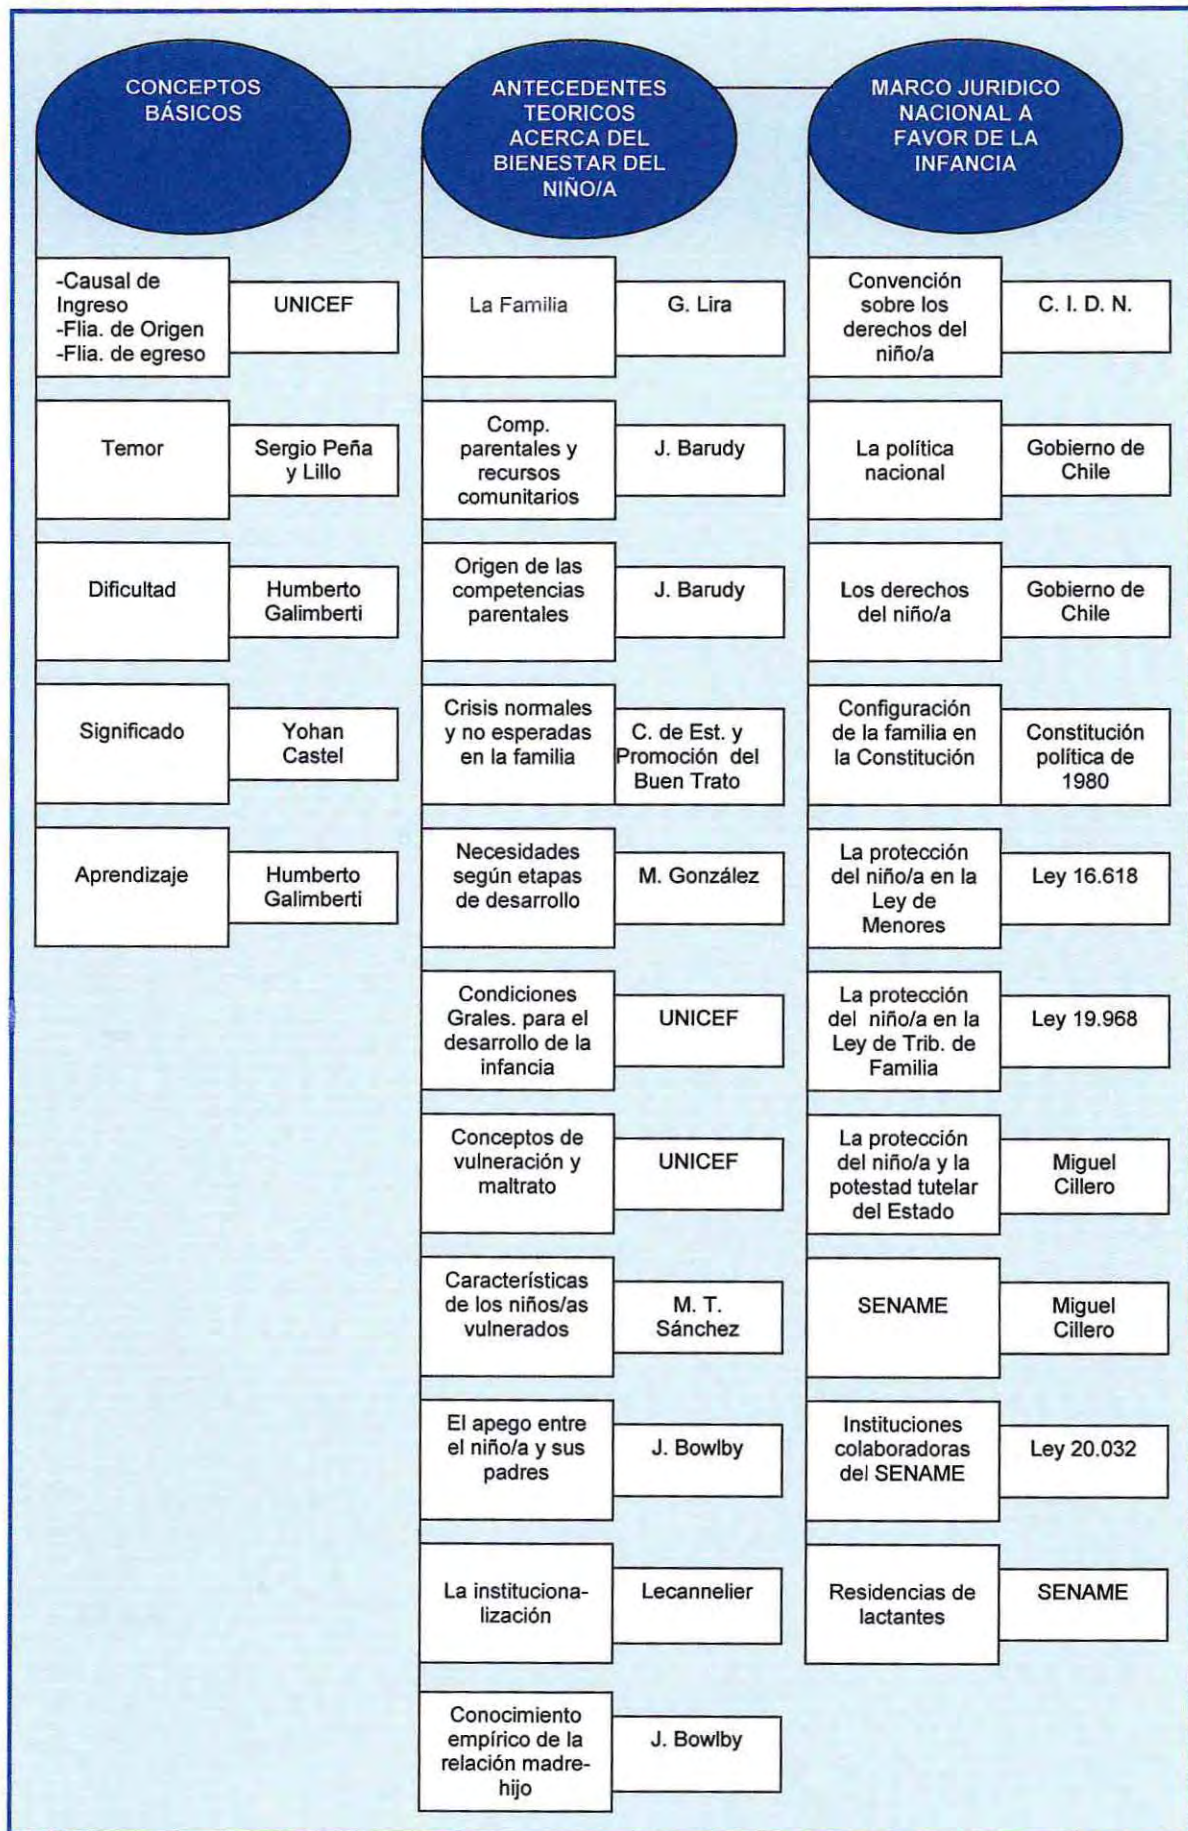 CONCEPTOS
BÁSICOS
-Causal de
Ingreso
-Flia. de Origen
-Flia. de egreso
UNICEF
Temor
Sergio Peña
y Lillo
Dificultad
Humberto
Galimberti
Significado
Yohan
Castel
Aprendizaje
Humberto
Galimberti
ANTECEDENTES
TEORICOS
ACERCA DEL
BIENESTAR DEL
NIÑO/A
La Familia
G. Lira
Comp.
parentales y
recursos
comunitarios
J. Barudy
Origen de las
competencias
parentales
J. Barudy
Crisis normales
y no esperadas
en la familia
C. de Est. y
Promoción del
Buen Trato
Necesidades
según etapas
de desarrollo
M. González
Condiciones
Grales. para el
desarrollo de la
infancia
UNICEF
Conceptos de
vulneración y
maltrato
UNICEF
Característicias
de los niños/as
vulnerados
M. T.
Sánchez
El apego entre
el niño/a y sus
padres
J. Bowlby
La instituciona-
lización
Lecannelier
Conocimiento
empírico de la
relación madre-
hijo
J. Bowlby
MARCO JURIDICO
NACIONAL A
FAVOR DE LA
INFANCIA
Convención
sobre los
derechos del
niño/a
C. I. D. N.
La política
nacional
Gobierno de
Chile
Los derechos
del niño/a
Gobierno de
Chile
Configuración
de la familia en
la Constitución
Constitución
política de
1980
La protección
del niño/a en la
Ley de
Menores
Ley 16.618
La protección
del niño/a en la
Ley de Trib. de
Familia
Ley 19.968
La protección
del niño/a y la
potestad tutelar
del Estado
Miguel
Cillero
SENAME
Miguel
Cillero
Instituciones
colaboradoras
del SENAME
Ley 20.032
Residencias de
lactantes
SENAME